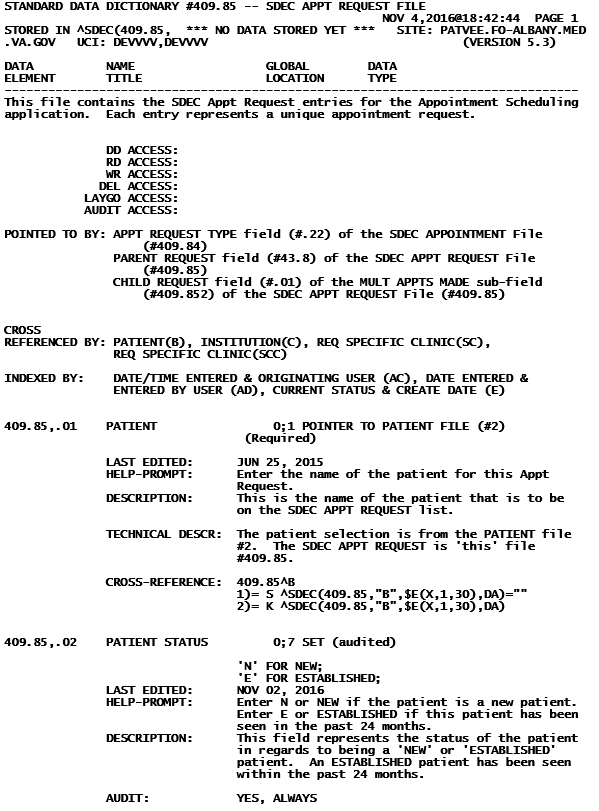 STANDARD DATA DICTIONARY #409.85 -- SDEC APPT REQUEST FILE
NOV 4,2016@18:42:44  PAGE 1
STORED IN ^SDEC(409.85,  *** NO DATA STORED YET ***   SITE: PATVEE.FO-ALBANY.MED
.VA.GOV   UCI: DEVVVV,DEVVVV                                    (VERSION 5.3)
DATA          NAME                  GLOBAL        DATA
ELEMENT       TITLE                 LOCATION      TYPE
-------------------------------------------------------------------------------
This file contains the SDEC Appt Request entries for the Appointment Scheduling
application.  Each entry represents a unique appointment request.
DD ACCESS:
RD ACCESS:
WR ACCESS:
DEL ACCESS:
LAYGO ACCESS:
AUDIT ACCESS:
POINTED TO BY: APPT REQUEST TYPE field (#.22) of the SDEC APPOINTMENT File
(#409.84)
PARENT REQUEST field (#43.8) of the SDEC APPT REQUEST File
(#409.85)
CHILD REQUEST field (#.01) of the MULT APPTS MADE sub-field
(#409.852) of the SDEC APPT REQUEST File (#409.85)
CROSS
REFERENCED BY: PATIENT(B), INSTITUTION(C), REQ SPECIFIC CLINIC(SC),
REQ SPECIFIC CLINIC(SCC)
INDEXED BY:    DATE/TIME ENTERED & ORIGINATING USER (AC), DATE ENTERED &
ENTERED BY USER (AD), CURRENT STATUS & CREATE DATE (E)
409.85,.01    PATIENT                0;1 POINTER TO PATIENT FILE (#2)
(Required)
LAST EDITED:      JUN 25, 2015
HELP-PROMPT:      Enter the name of the patient for this Appt
Request.
DESCRIPTION:      This is the name of the patient that is to be
on the SDEC APPT REQUEST list.
TECHNICAL DESCR:  The patient selection is from the PATIENT file
#2.  The SDEC APPT REQUEST is 'this' file
#409.85.
CROSS-REFERENCE:  409.85^B
1)= S ^SDEC(409.85,"B",$E(X,1,30),DA)=""
2)= K ^SDEC(409.85,"B",$E(X,1,30),DA)
409.85,.02    PATIENT STATUS         0;7 SET (audited)
'N' FOR NEW;
'E' FOR ESTABLISHED;
LAST EDITED:      NOV 02, 2016
HELP-PROMPT:      Enter N or NEW if the patient is a new patient.
Enter E or ESTABLISHED if this patient has been
seen in the past 24 months.
DESCRIPTION:      This field represents the status of the patient
in regards to being a 'NEW' or 'ESTABLISHED'
patient.  An ESTABLISHED patient has been seen
within the past 24 months.
AUDIT:            YES, ALWAYS